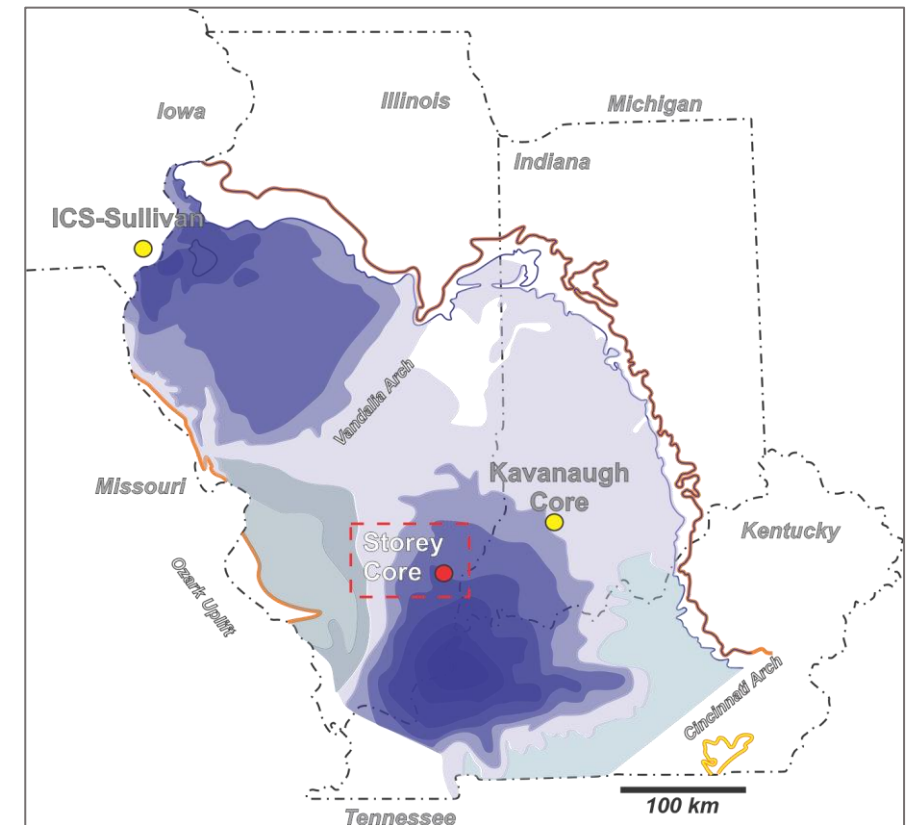 Iowa
Illinois
Michigan
Indiana
ICS-Sullivan
Vandalia Arch
Missouri
Kavanaugh
Core
Kentucky
Storey
Core
Ozark Uplift
Cincinnati Arch
100 km
Tennessee